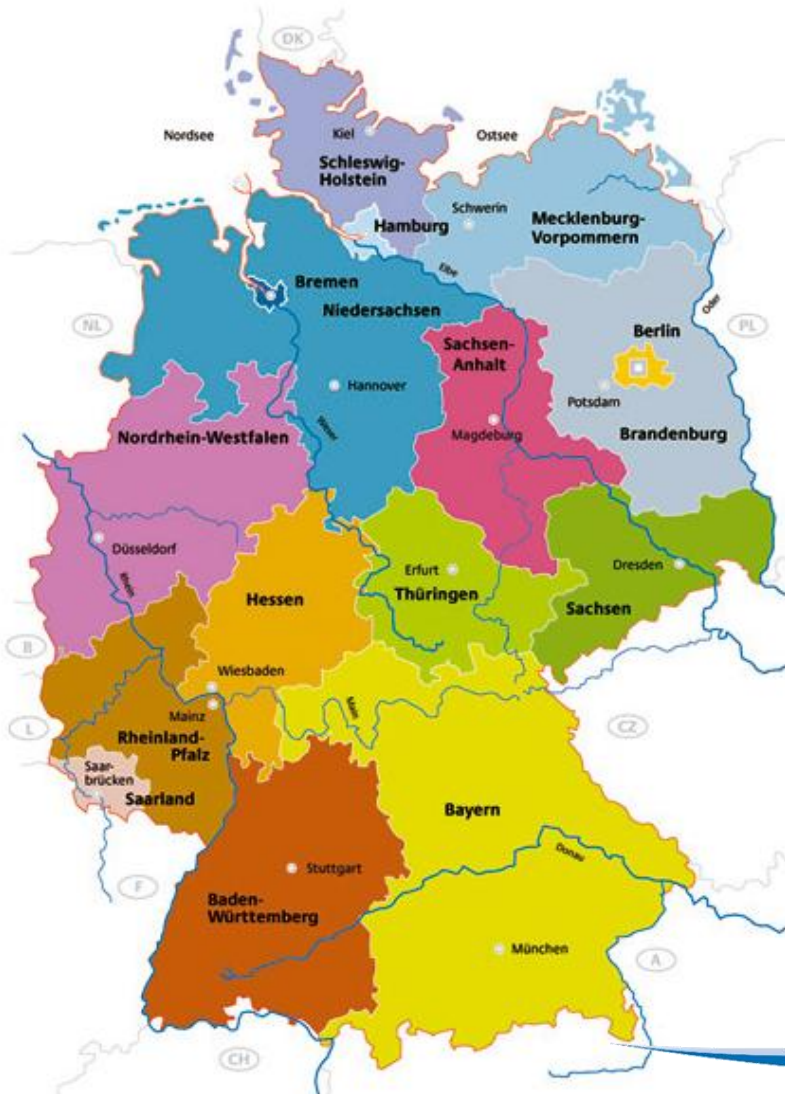 DK
Nordsee
Kiel
Ostsee
Schleswig-
Holstein
Schwerin
Mecklenburg-
Vorpommern
Hamburg
Elbe
Bremen
Niedersachsen
Oder
NL
PL
Berlin
Sachsen-
Anhalt
Hannover
Potsdam
Weser
Nordrhein-Westfalen
Magdeburg
Brandenburg
Düsseldorf
Rhein
Erfurt
Thüringen
Dresden
Sachsen
Hessen
B
Wiesbaden
Mainz
Main
L
CZ
Rheinland-
Pfalz
Saar-
brücken
Saarland
Bayern
Donau
Stuttgart
F
Baden-
Württemberg
München
A
CH